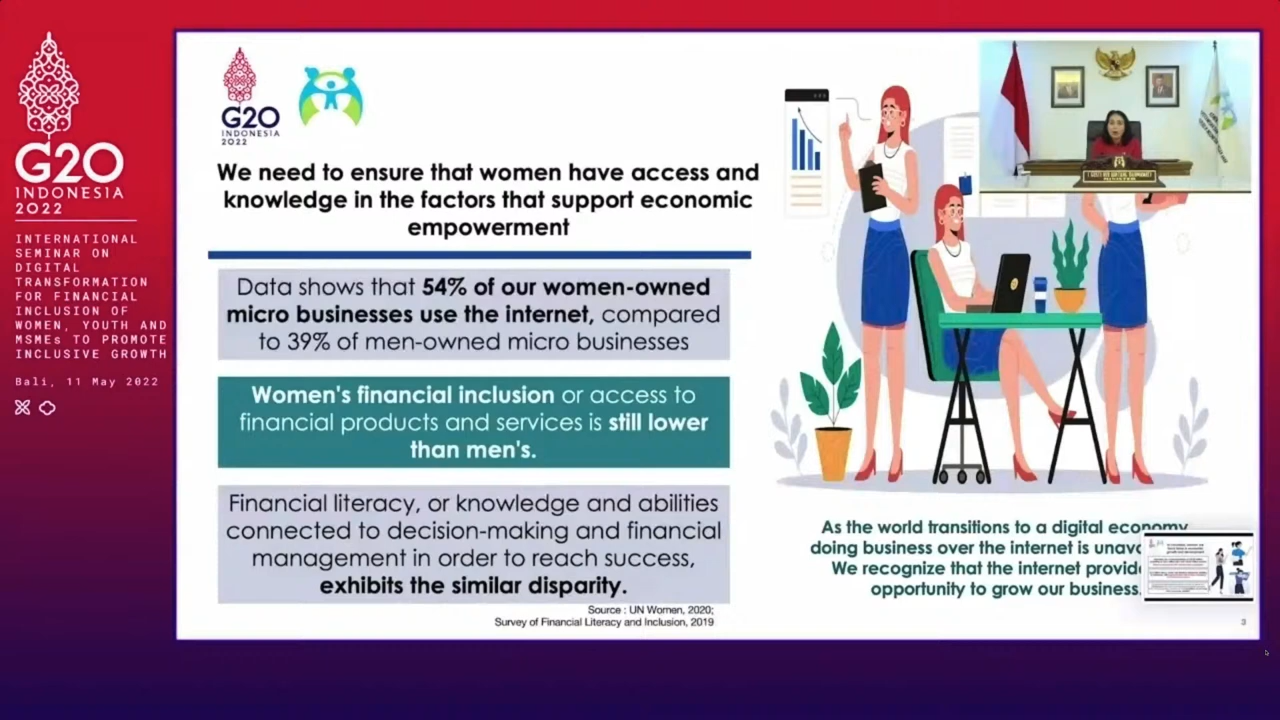 G20
INDONESIA
2022
INTERNATIONAL
SEMINAR ON
DIGITAL
TRANSFORMATION
FOR FINANCIAL
INCLUSION OF
WOMEN, YOUTH AND
MSMEs TO PROMOTE
INCLUSIVE GROWTH
Bali, 11 May 2022
G20
INDONESIA
2022
We need to ensure that women have access and
knowledge in the factors that support economic
empowerment
Data shows that 54% of our women-owned
micro businesses use the internet, compared
to 39% of men-owned micro businesses
Women's financial inclusion or access to
financial products and services is still lower
than men's.
Financial literacy, or knowledge and abilities
connected to decision-making and financial
management in order to reach success,
exhibits the similar disparity.
Source : UN Women, 2020;
Survey of Financial Literacy and Inclusion, 2019
As the world transitions to a digital economy
doing business over the internet is
We recognize that the internet
opportunity to grow our business.
3